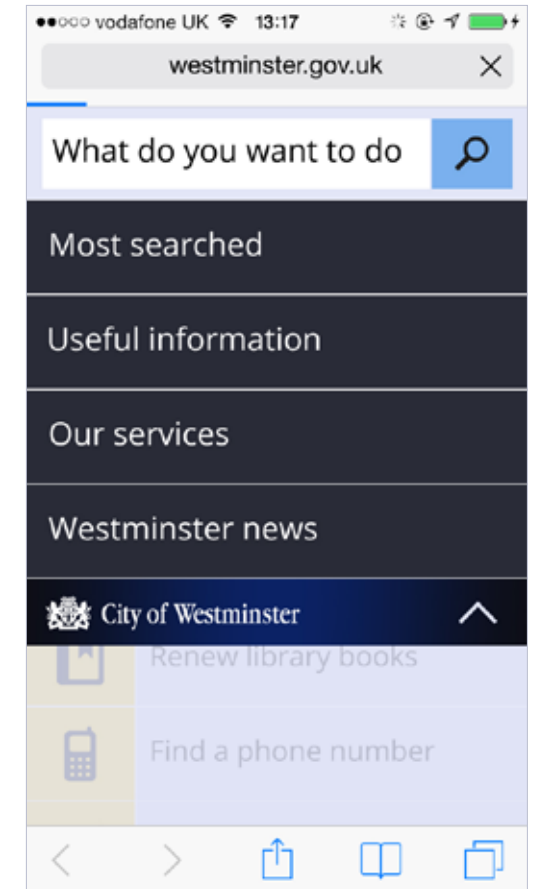 vodafone UK 13:17
westminster.gov.uk
What do you want to do
Most searched
Useful information
Our services
Westminster news
City of Westminster
Renew library books
Find a phone number